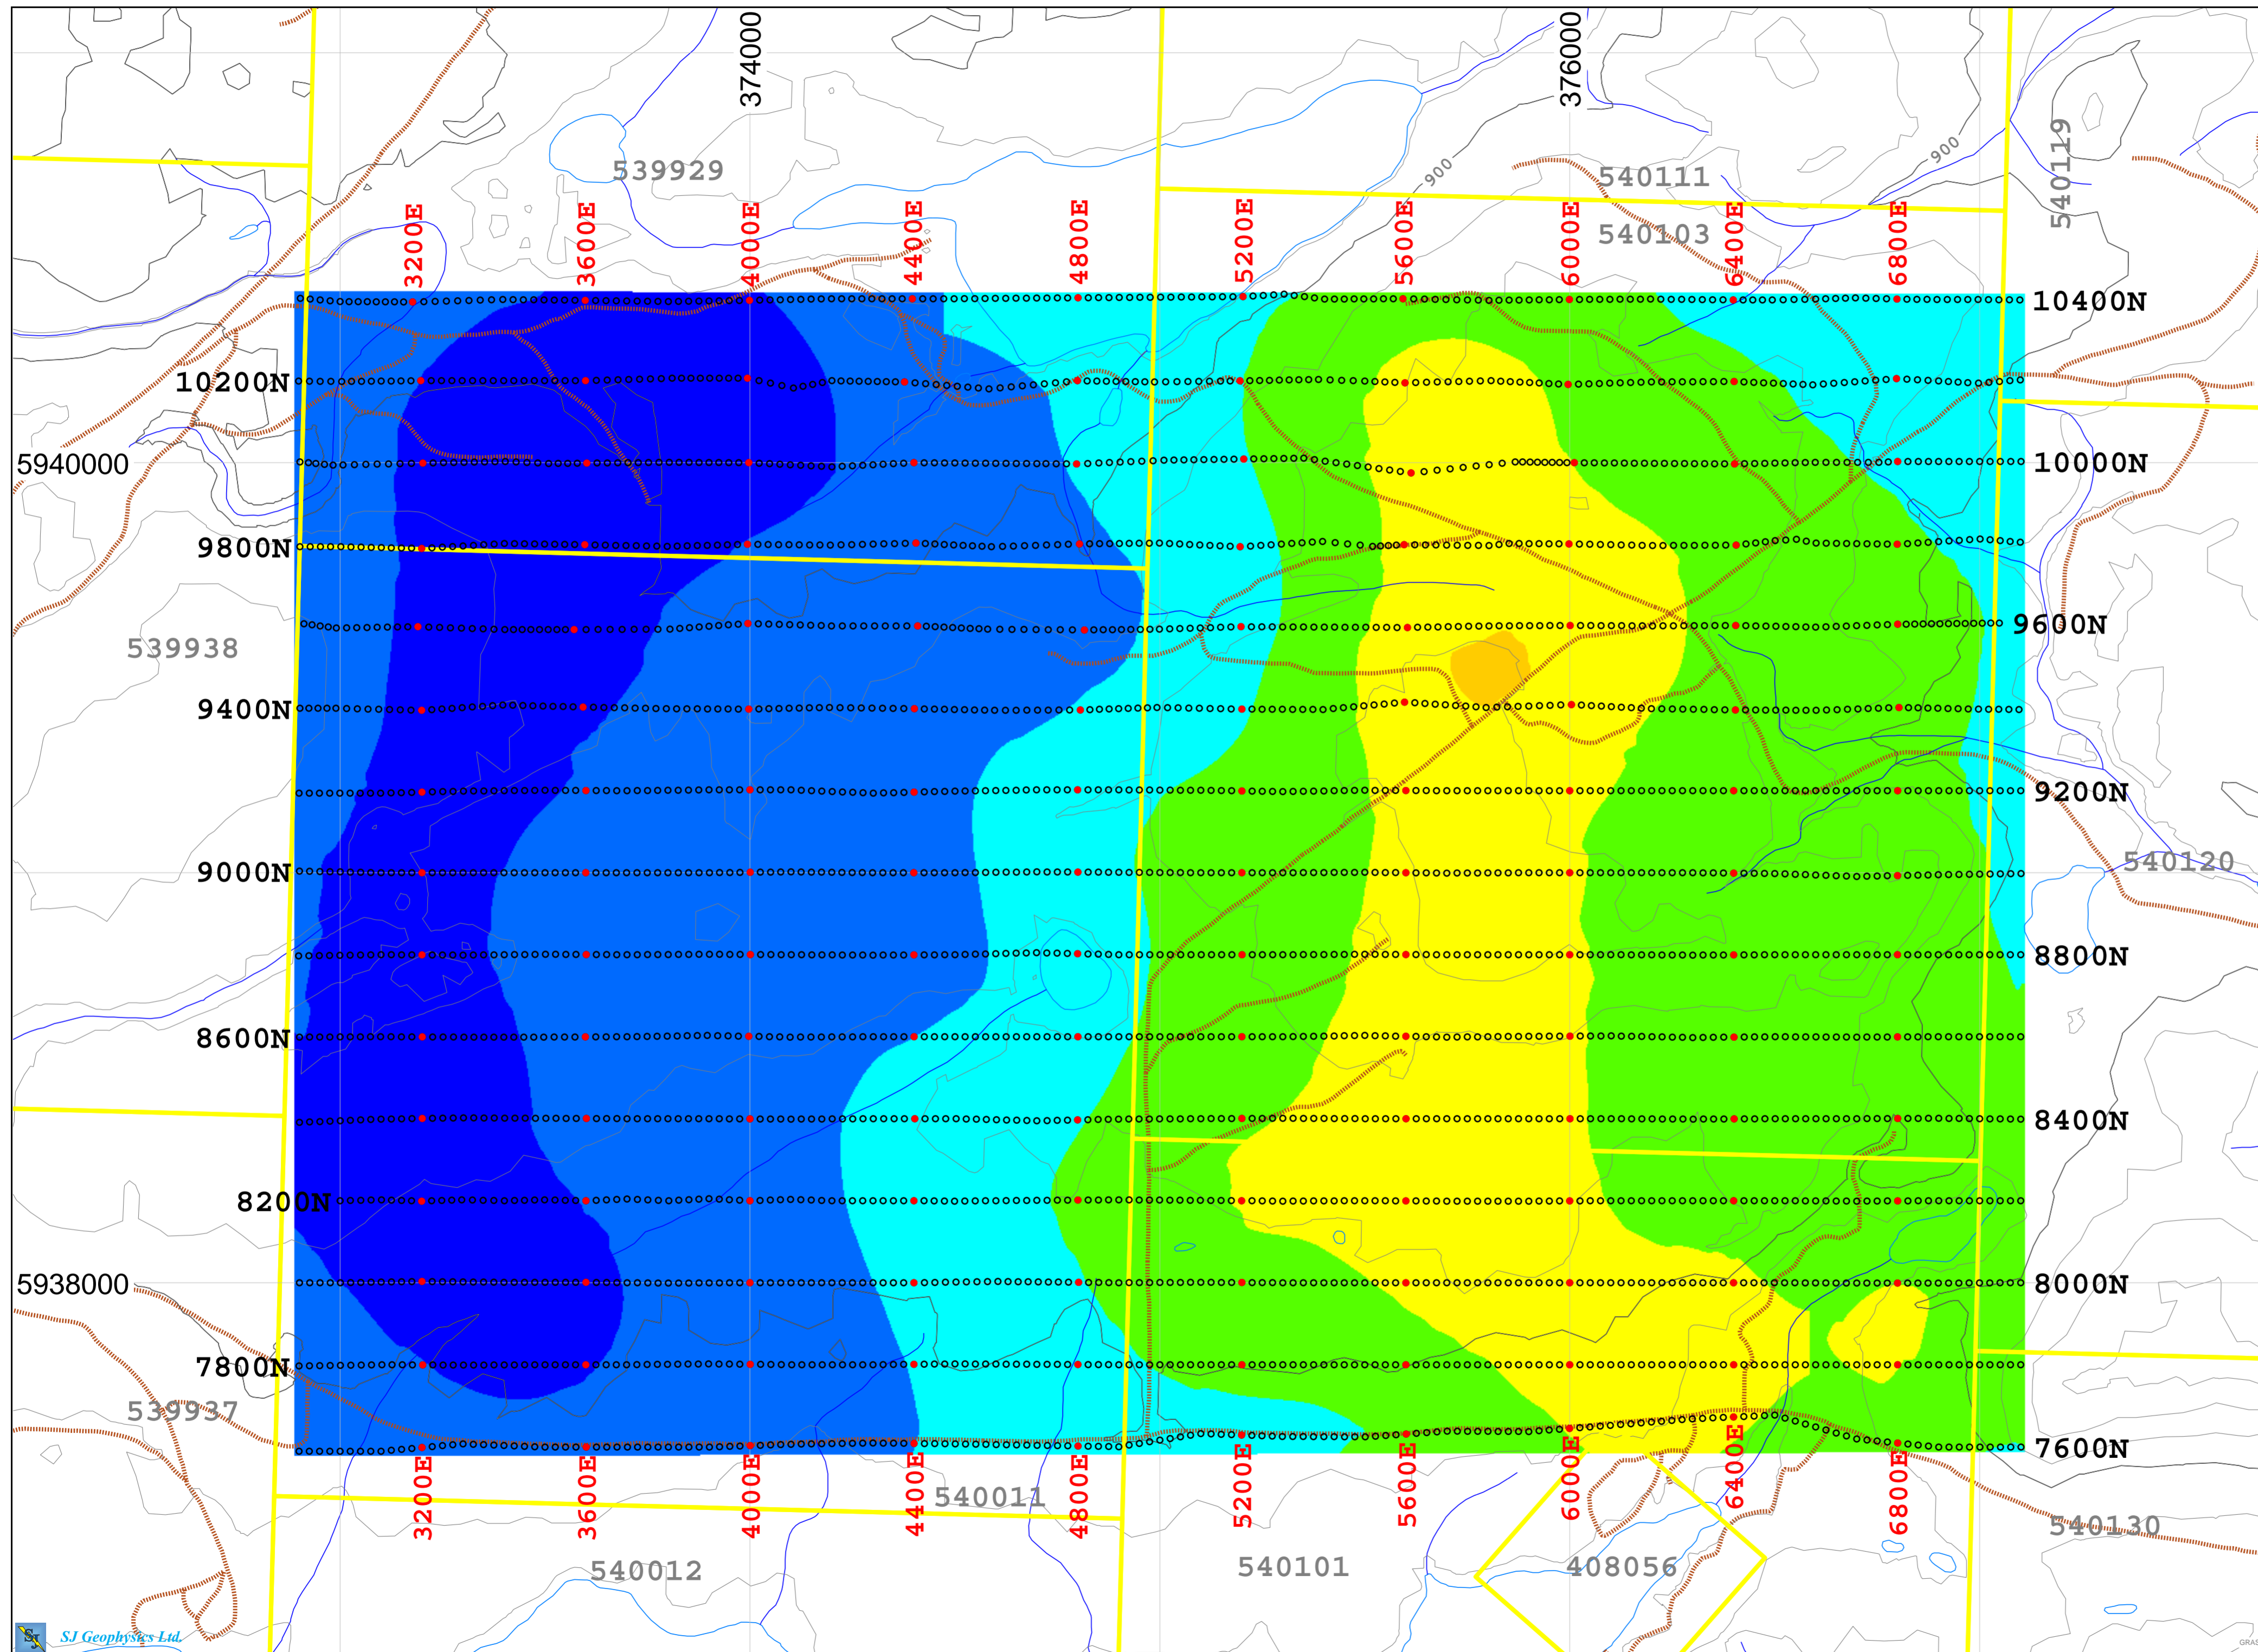 374000
376000
539929
900
900
540111
540119
540103
3200E
3600E
4000E
4400E
4800E
5200E
5600E
6000E
6400E
6800E
10400N
10200N
5940000
10000N
9800N
9600N
539938
9400N
9200N
9000N
540120
8800N
8600N
8400N
8200N
5938000
8000N
7800N
539937
7600N
3200E
3600E
4000E
4400E
4800E
5200E
5600E
6000E
6400E
6800E
540011
540130
540012
540101
408056
SJ
SJ Geophysics Ltd.
GRAS